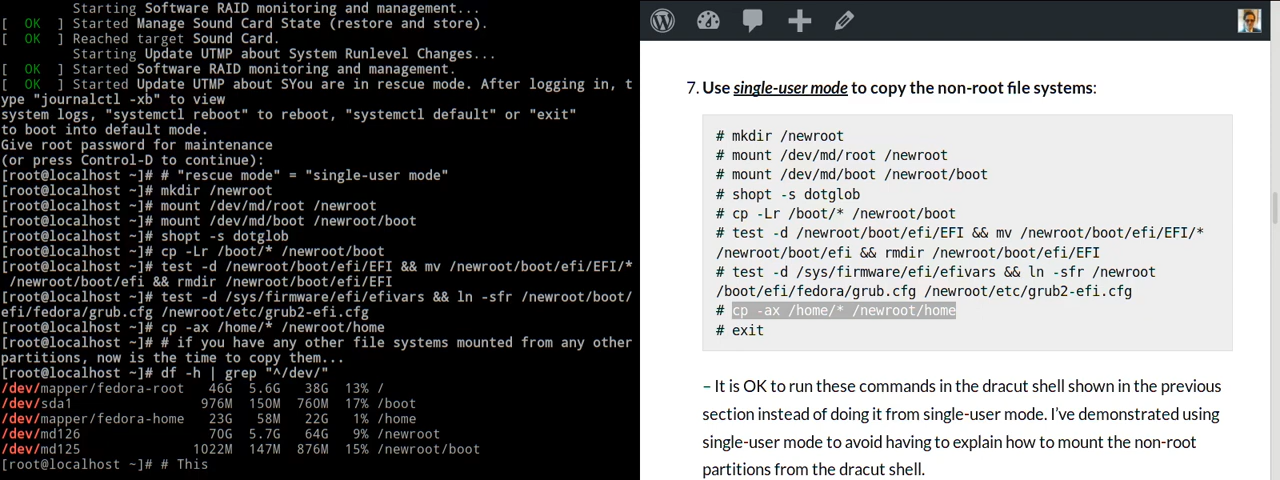 Starting Software RAID monitoring and management...
[  OK  ] Started Manage Sound Card State (restore and store).
[  OK  ] Reached target Sound Card.
Starting Update UTMP about System Runlevel Changes...
[  OK  ] Started Software RAID monitoring and management.
[  OK  ] Started Update UTMP about SYou are in rescue mode. After logging in, t
ype "journalctl -xb" to view
system logs, "systemctl reboot" to reboot, "systemctl default" or "exit"
to boot into default mode.
Give root password for maintenance
(or press Control-D to continue):
[root@localhost ~]# # "rescue mode" = "single-user mode"
[root@localhost ~]# mkdir /newroot
[root@localhost ~]# mount /dev/md/root /newroot
[root@localhost ~]# mount /dev/md/boot /newroot/boot
[root@localhost ~]# shopt -s dotglob
[root@localhost ~]# cp -Lr /boot/* /newroot/boot
[root@localhost ~]# test -d /newroot/boot/efi/EFI && mv /newroot/boot/efi/EFI/*
/newroot/boot/efi && rmdir /newroot/boot/efi/EFI
[root@localhost ~]# test -d /sys/firmware/efi/efivars && ln -sfr /newroot/boot/
efi/fedora/grub.cfg /newroot/etc/grub2-efi.cfg
[root@localhost ~]# cp -ax /home/* /newroot/home
[root@localhost ~]# # if you have any other file systems mounted from any other
partitions, now is the time to copy them...
[root@localhost ~]# df -h | grep "^/dev/"
/dev/mapper/fedora-root   46G  5.6G   38G  13% /
/dev/sda1                976M  150M  760M  17% /boot
/dev/mapper/fedora-home   23G   58M   22G   1% /home
/dev/md126                70G  5.7G   64G   9% /newroot
/dev/md125              1022M  147M  876M  15% /newroot/boot
[root@localhost ~]# # This
7. Use single-user mode to copy the non-root file systems:
# mkdir /newroot
# mount /dev/md/root /newroot
# mount /dev/md/boot /newroot/boot
# shopt -s dotglob
# cp -Lr /boot/* /newroot/boot
# test -d /newroot/boot/efi/EFI && mv /newroot/boot/efi/EFI/*
/newroot/boot/efi && rmdir /newroot/boot/efi/EFI
# test -d /sys/firmware/efi/efivars && ln -sfr /newroot
/boot/efi/fedora/grub.cfg /newroot/etc/grub2-efi.cfg
# cp -ax /home/* /newroot/home
# exit
– It is OK to run these commands in the dracut shell shown in the previous
section instead of doing it from single-user mode. I've demonstrated using
single-user mode to avoid having to explain how to mount the non-root
partitions from the dracut shell.